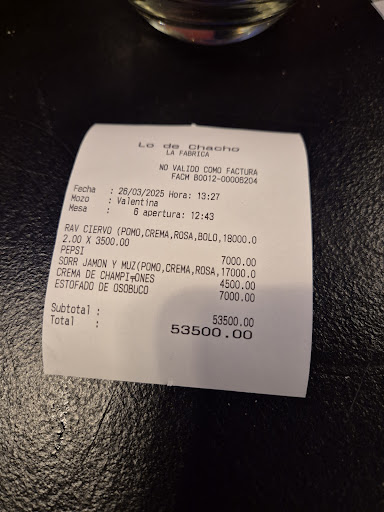 Lo de Chacho
LA FABRICA
NO VALIDO COMO FACTURA
FACM B0012-00006204
Fecha : 26/03/2025 Hora: 13:27
Mozo : Valentina
Mesa : 6 apertura: 12:43
RAV CIERVO (POMO,CREMA,ROSA,BOLO,18000.0
2.00 X 3500.00
PEPSI 7000.00
SORR JAMON Y MUZ(POMO,CREMA,ROSA,17000.0
CREMA DE CHAMPI╤ONES 4500.00
ESTOFADO DE OSOBUCO 7000.00
Subtotal : 53500.00
Total : 53500.00